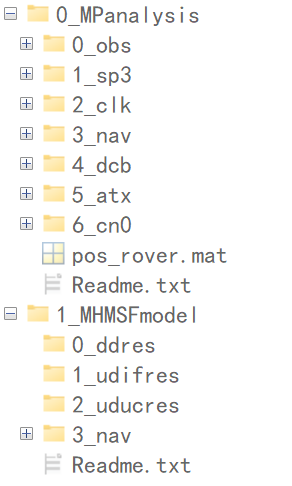 0_MPanalysis
0_obs
1_sp3
2_clk
3_nav
4_dcb
5_atx
6_cn0
pos_rover.mat
Readme.txt
1_MHMSFmodel
0_ddres
1_udifres
2_uducres
3_nav
Readme.txt